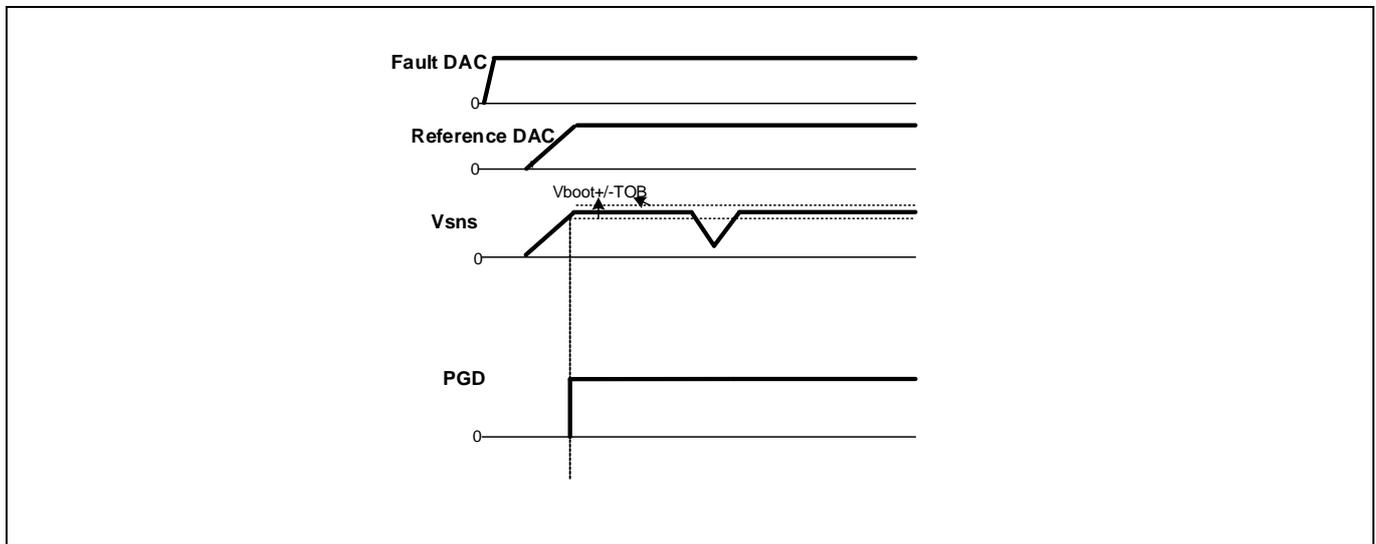 Fault DAC
0
Reference DAC
0
Vboot+/-TOB
Vsns
0
PGD
0